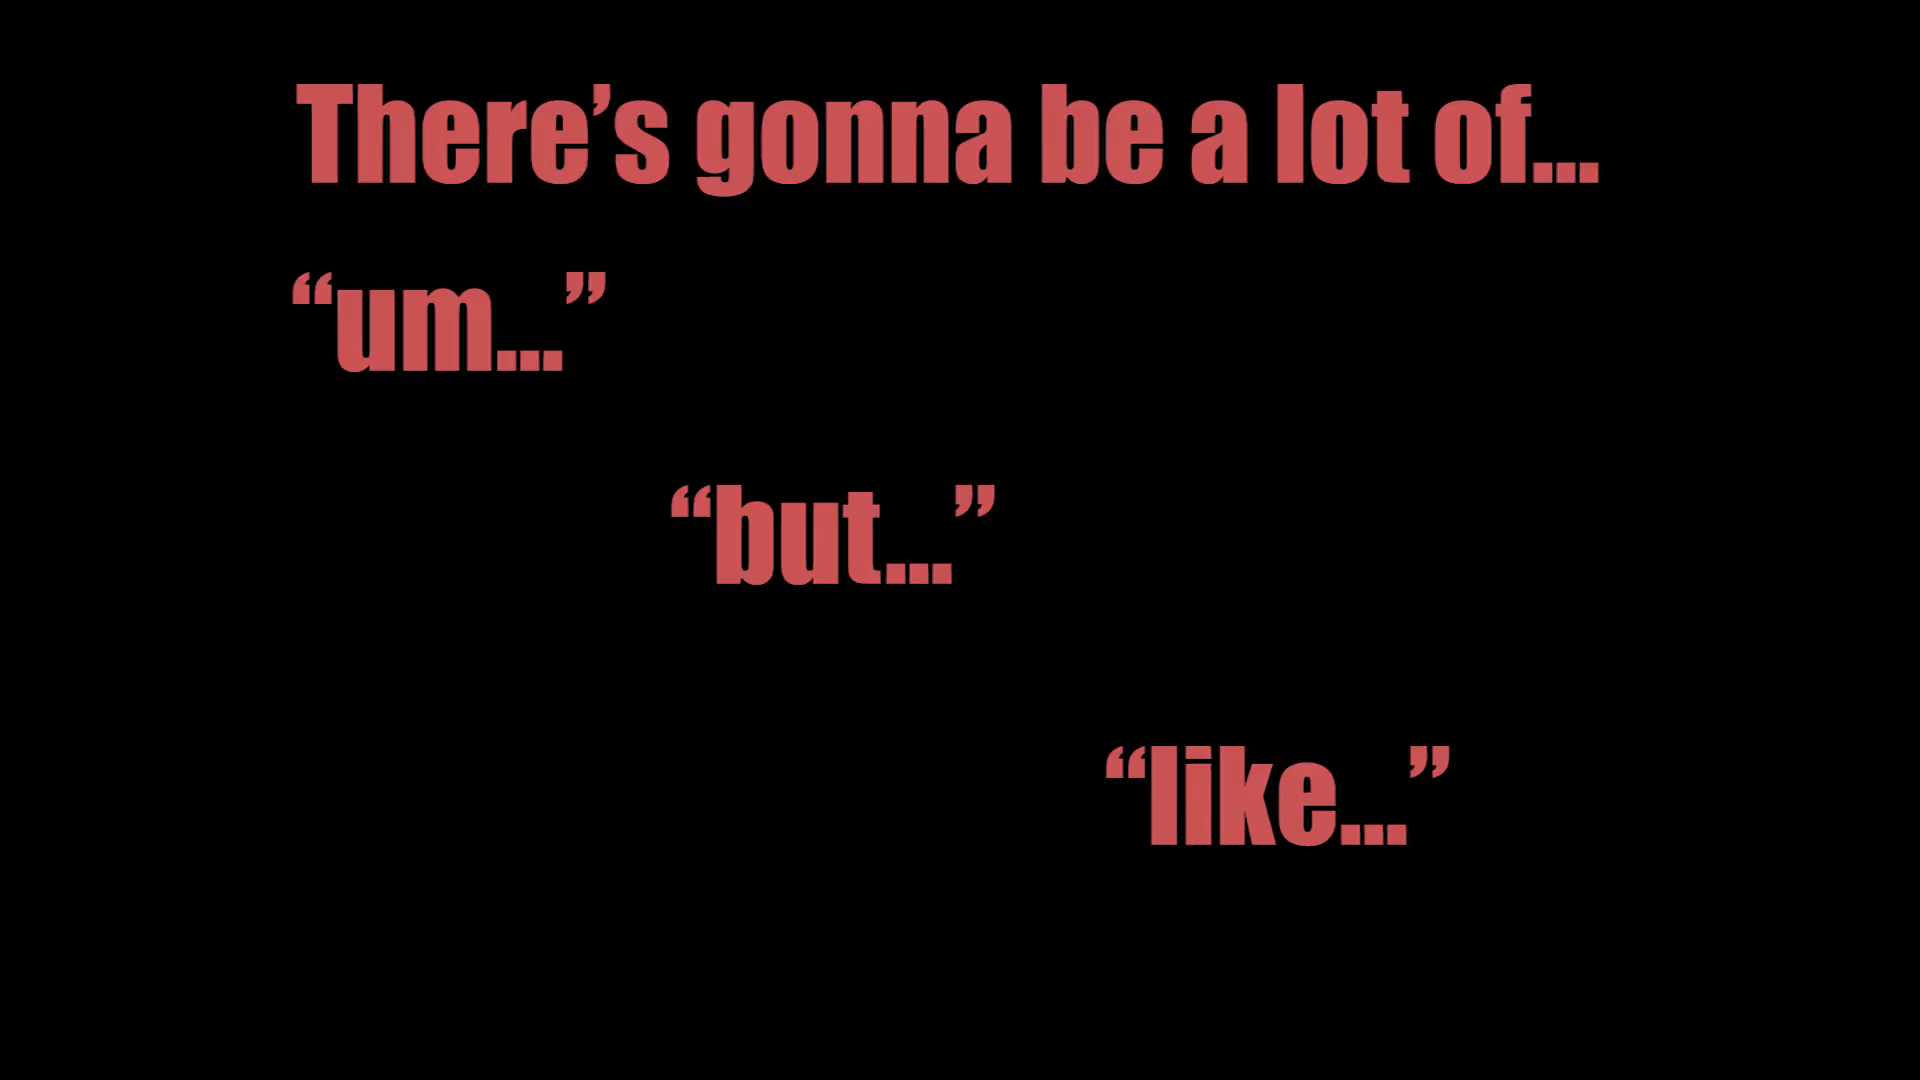 There’s gonna be a lot of...
“um...”
“but...”
“like...”